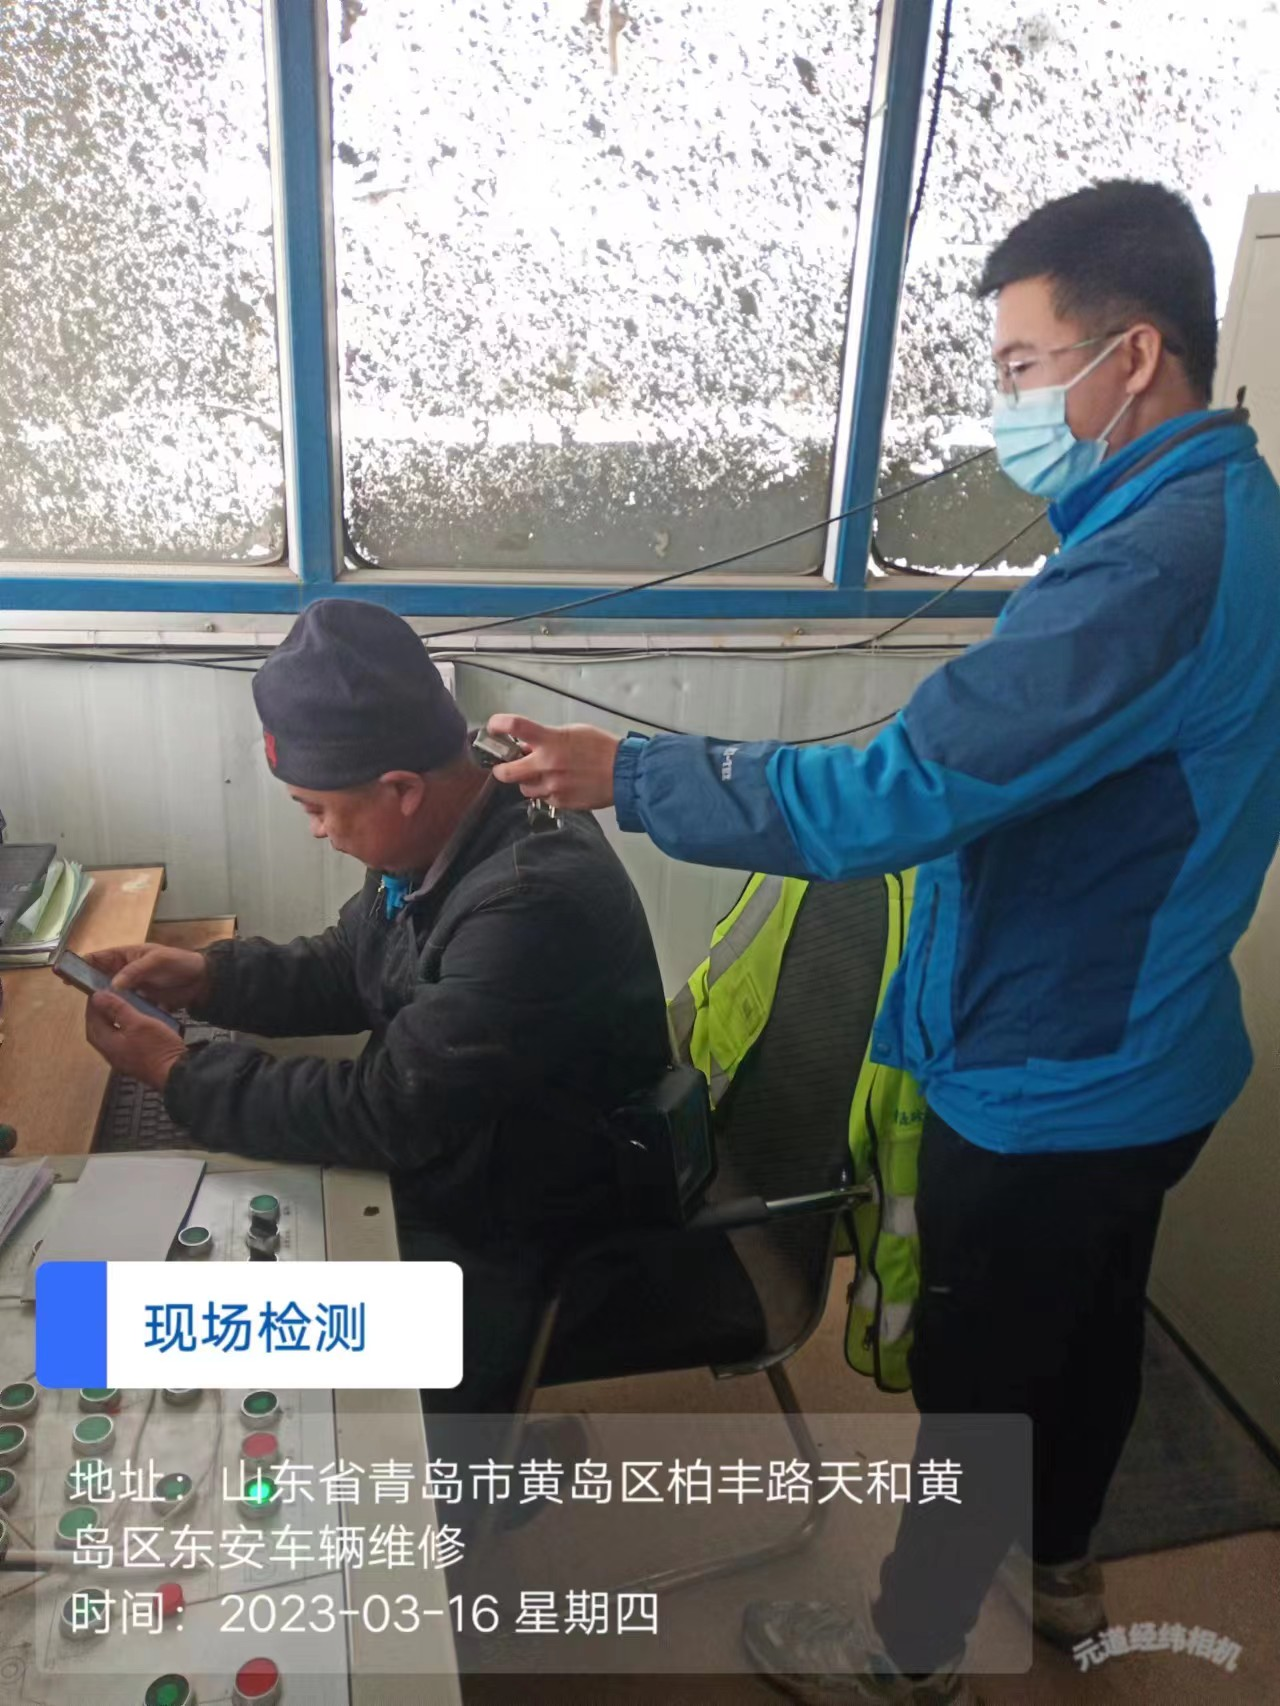 现场检测
地址：山东省青岛市黄岛区柏丰路天和黄
岛区东安车辆维修
时间：2023-03-16 星期四
元道经纬相机